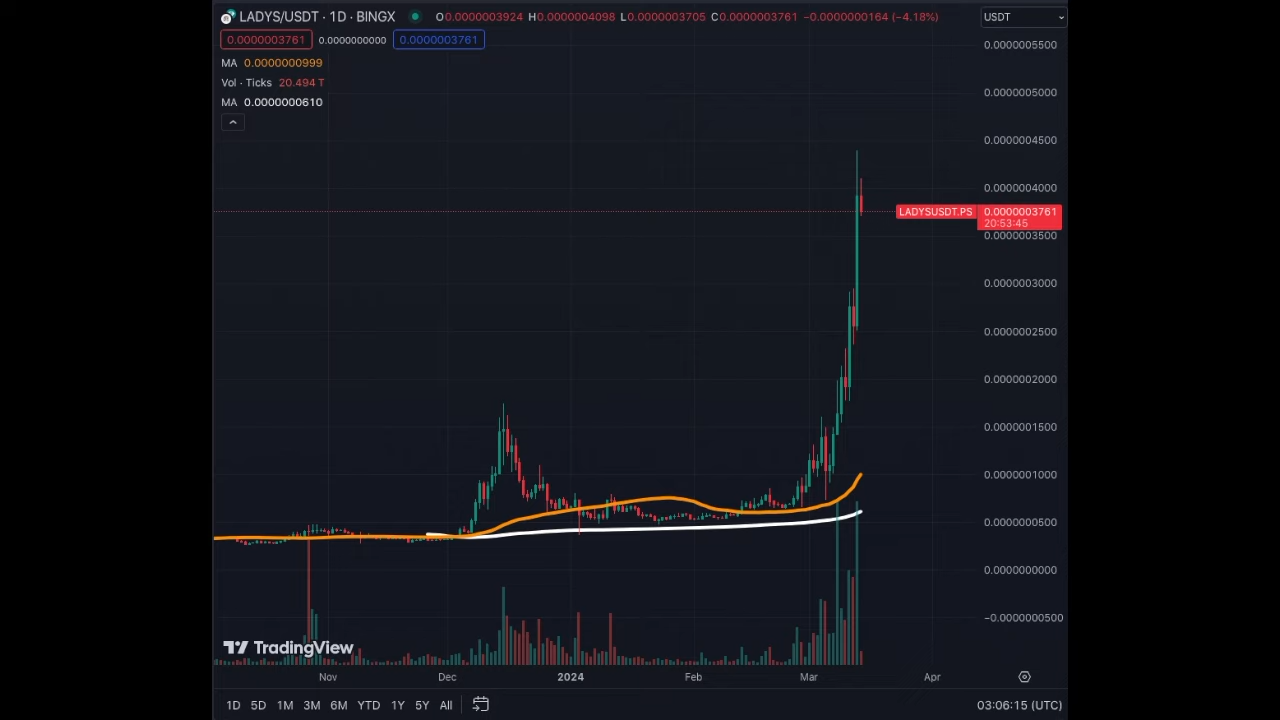 LADYS/USDT · 1D · BINGX O0.0000003924 H0.0000004098 L0.0000003705 C0.0000003761 −0.0000000164 (−4.18%)
USDT
0.0000003761 0.0000000000 0.0000003761
MA 0.0000000999
Vol · Ticks 20.494 T
MA 0.0000000610
0.0000005500
0.0000005000
0.0000004500
0.0000004000
LADYSUSDT.PS 0.0000003761
20:53:45
0.0000003500
0.0000003000
0.0000002500
0.0000002000
0.0000001500
0.0000001000
0.0000000500
0.0000000000
−0.0000000500
TradingView
Nov Dec 2024 Feb Mar Apr
1D 5D 1M 3M 6M YTD 1Y 5Y All 03:06:15 (UTC)